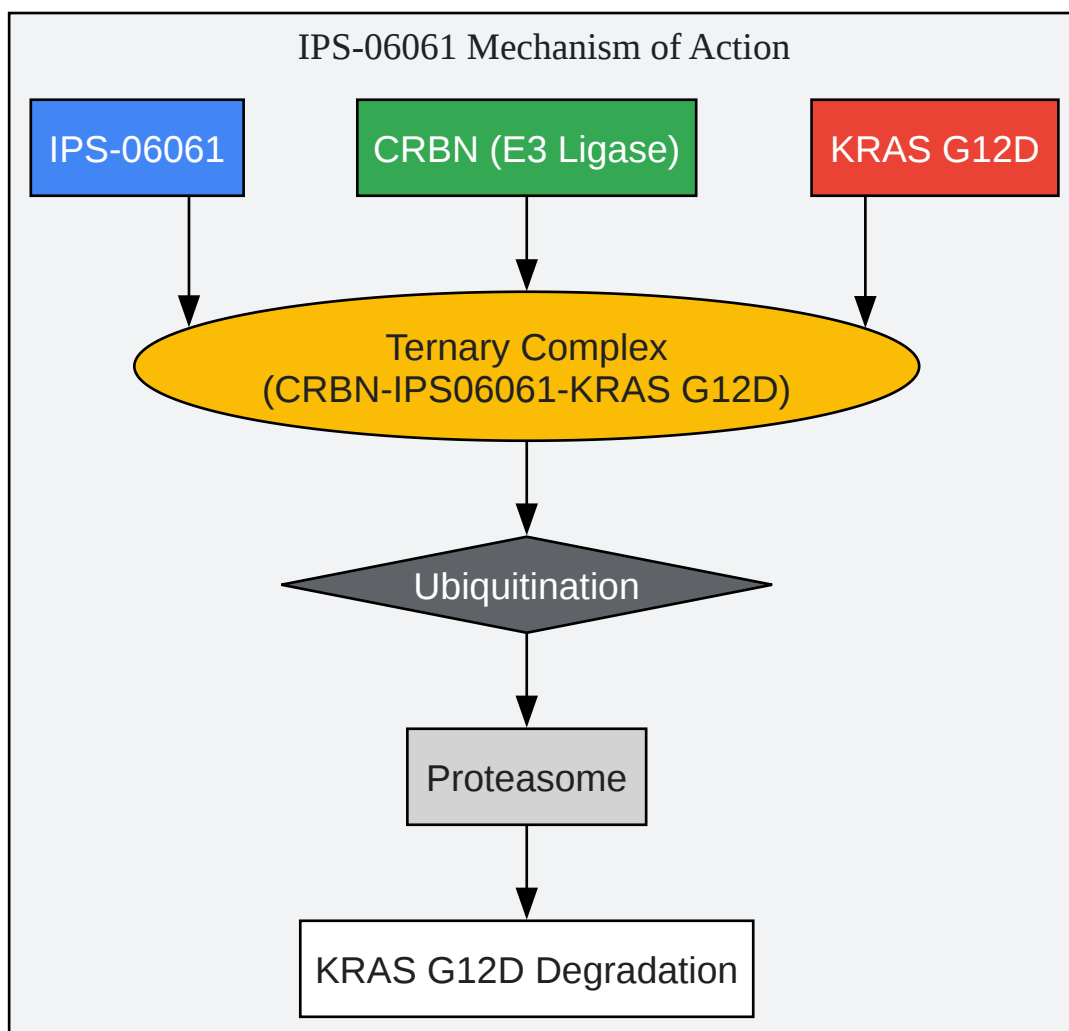 IPS-06061 Mechanism of Action
IPS-06061
CRBN (E3 Ligase)
KRAS G12D
Ternary Complex
(CRBN-IPS06061-KRAS G12D)
Ubiquitination
Proteasome
KRAS G12D Degradation